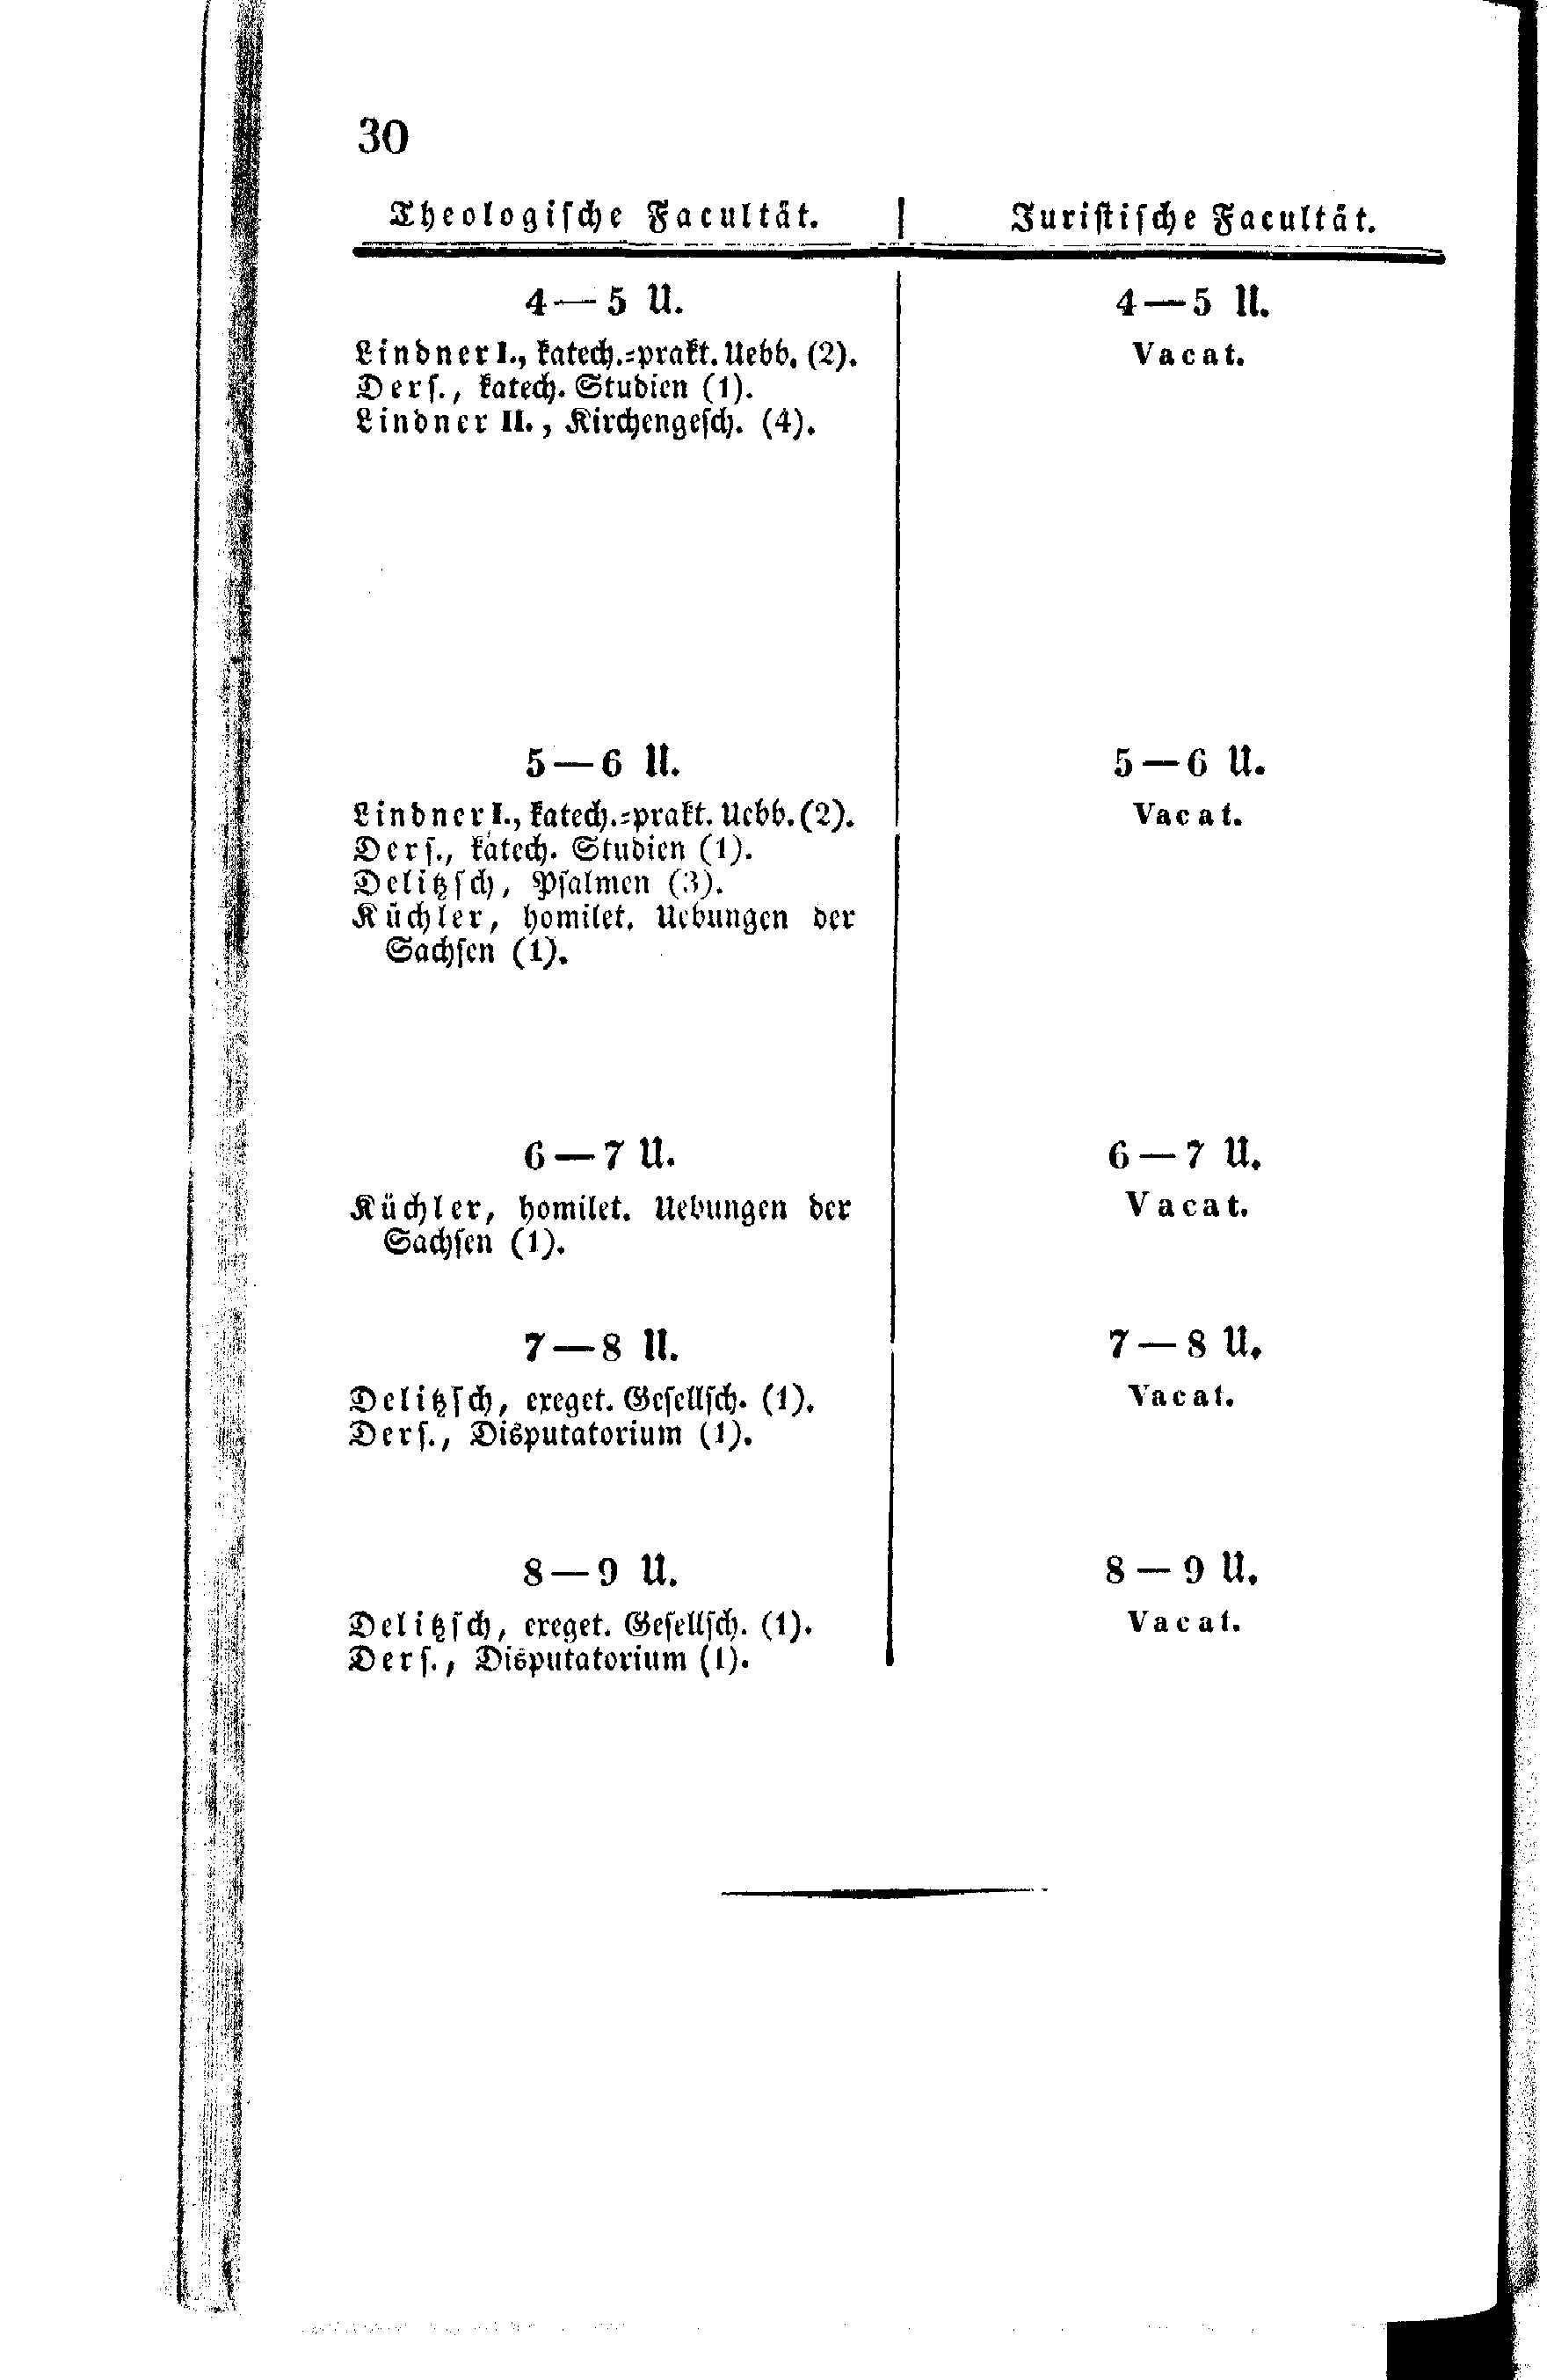 30
Theologische Facultät.
4—5 U.
Lindner I., katech.=prakt. Uebb. (2).
Ders., katech. Studien (1).
Lindner II., Kirchengesch. (4).
5—6 U.
Lindner I., katech.=prakt. Uebb. (2).
Ders., katech. Studien (1).
Delitzsch, Psalmen (3).
Küchler, homilet. Uebungen der
Sachsen (1).
6—7 U.
Küchler, homilet. Uebungen der
Sachsen (1).
7—8 U.
Delitzsch, exeget. Gesellsch. (1).
Ders., Disputatorium (1).
8—9 U.
Delitzsch, exeget. Gesellsch. (1).
Ders., Disputatorium (1).
Juristische Facultät.
4—5 U.
Vacat.
5—6 U.
Vacat.
6—7 U.
Vacat.
7—8 U.
Vacat.
8—9 U.
Vacat.